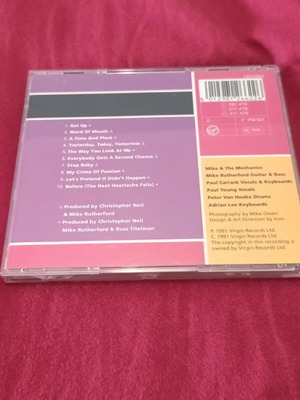 1. Get Up •
2. Word Of Mouth
3. A Time And Place •
4. Yesterday, Today, Tomorrow
5. The Way You Look At Me
6. Everybody Gets A Second Chance
7. Stop Baby
8. My Crime Of Passion •
9. Let's Pretend It Didn't Happen •
10. Before (The Next Heartache Falls) •
Produced by Christopher Neil
& Mike Rutherford
• Produced by Christopher Neil
Mike Rutherford & Russ Titelman
Mike & The Mechanics
Mike Rutherford Guitar & Bass
Paul Carrack Vocals & Keyboards
Paul Young Vocals
Peter Van Hooke Drums
Adrian Lee Keyboards
Photography by Mike Owen
Design & Art Direction by Icon.
P. 1991 Virgin Records Ltd.
C. 1991 Virgin Records Ltd.
The copyright in this recording is
owned by Virgin Records Ltd.